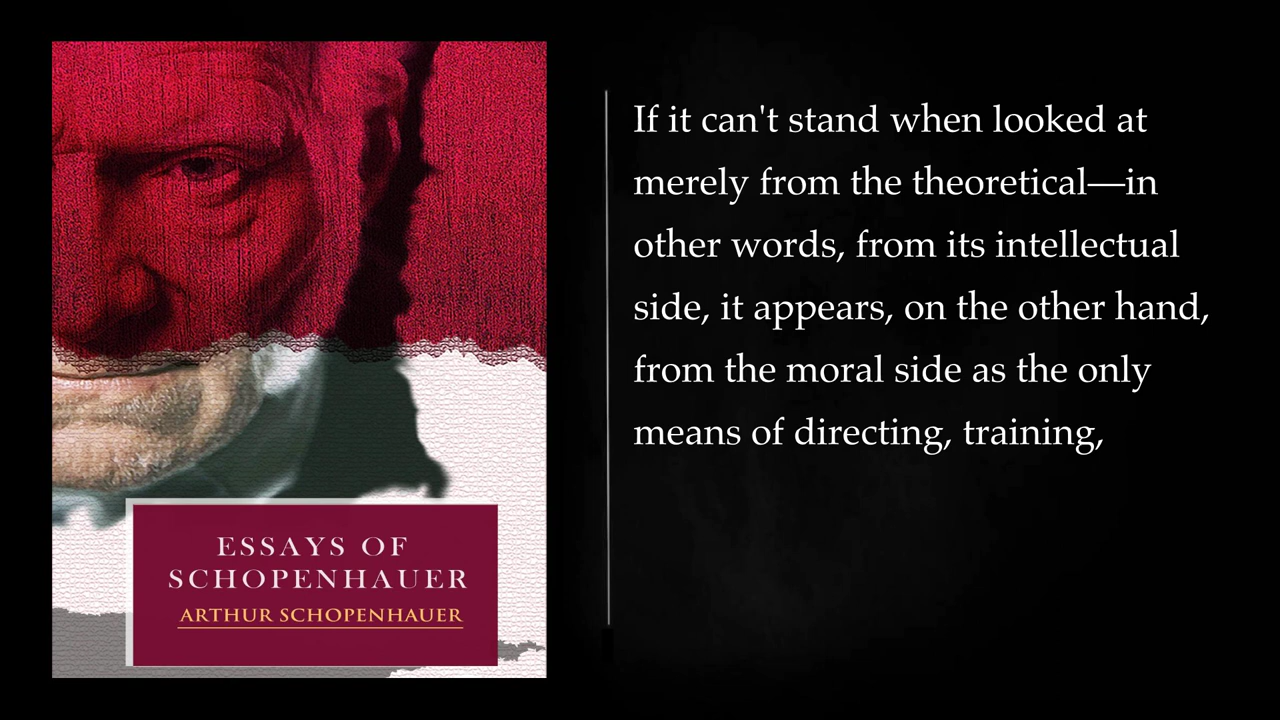 ESSAYS OF
SCHOPENHAUER
ARTHUR SCHOPENHAUER
If it can't stand when looked at
merely from the theoretical—in
other words, from its intellectual
side, it appears, on the other hand,
from the moral side as the only
means of directing, training,